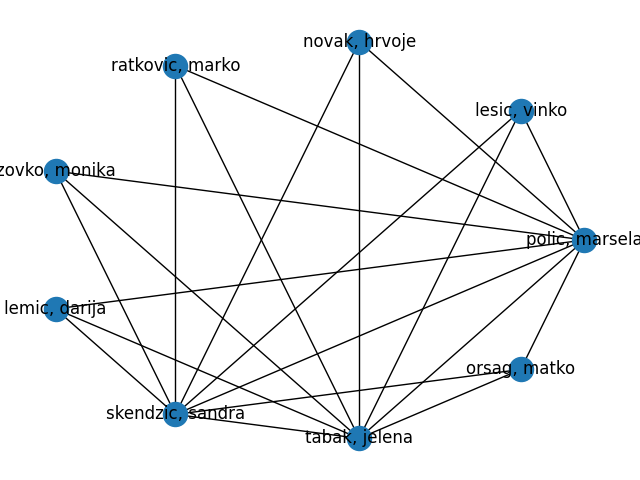 novak, hrvoje
ratkovic, marko
lesic, vinko
zovko, monika
polic, marsela
lemic, darija
orsag, matko
skendzic, sandra
tabak, jelena